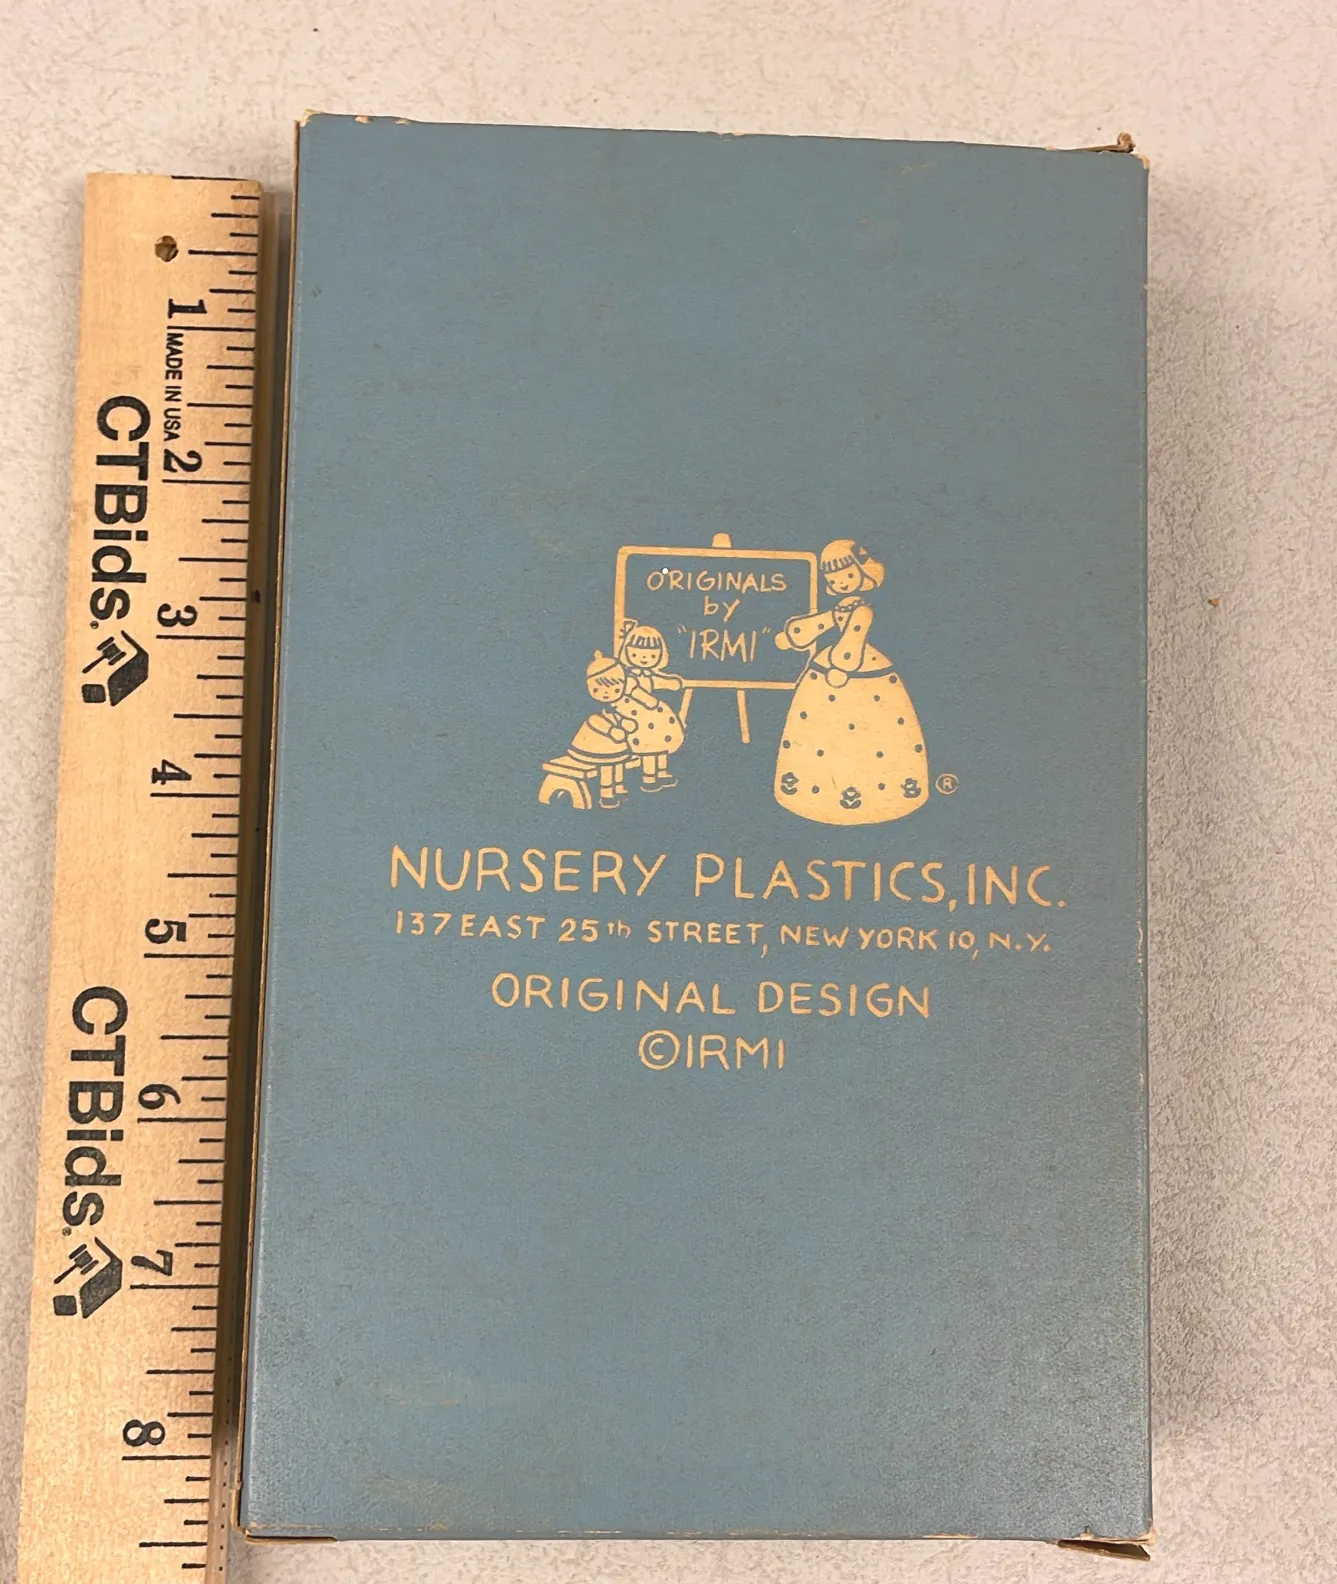 ORIGINALS
by
"IRMI"
®
NURSERY PLASTICS, INC.
137 EAST 25th STREET, NEW YORK 10, N.Y.
ORIGINAL DESIGN
©IRMI
1
MADE IN USA
2
3
4
5
6
7
8
CTBids.
CTBids.